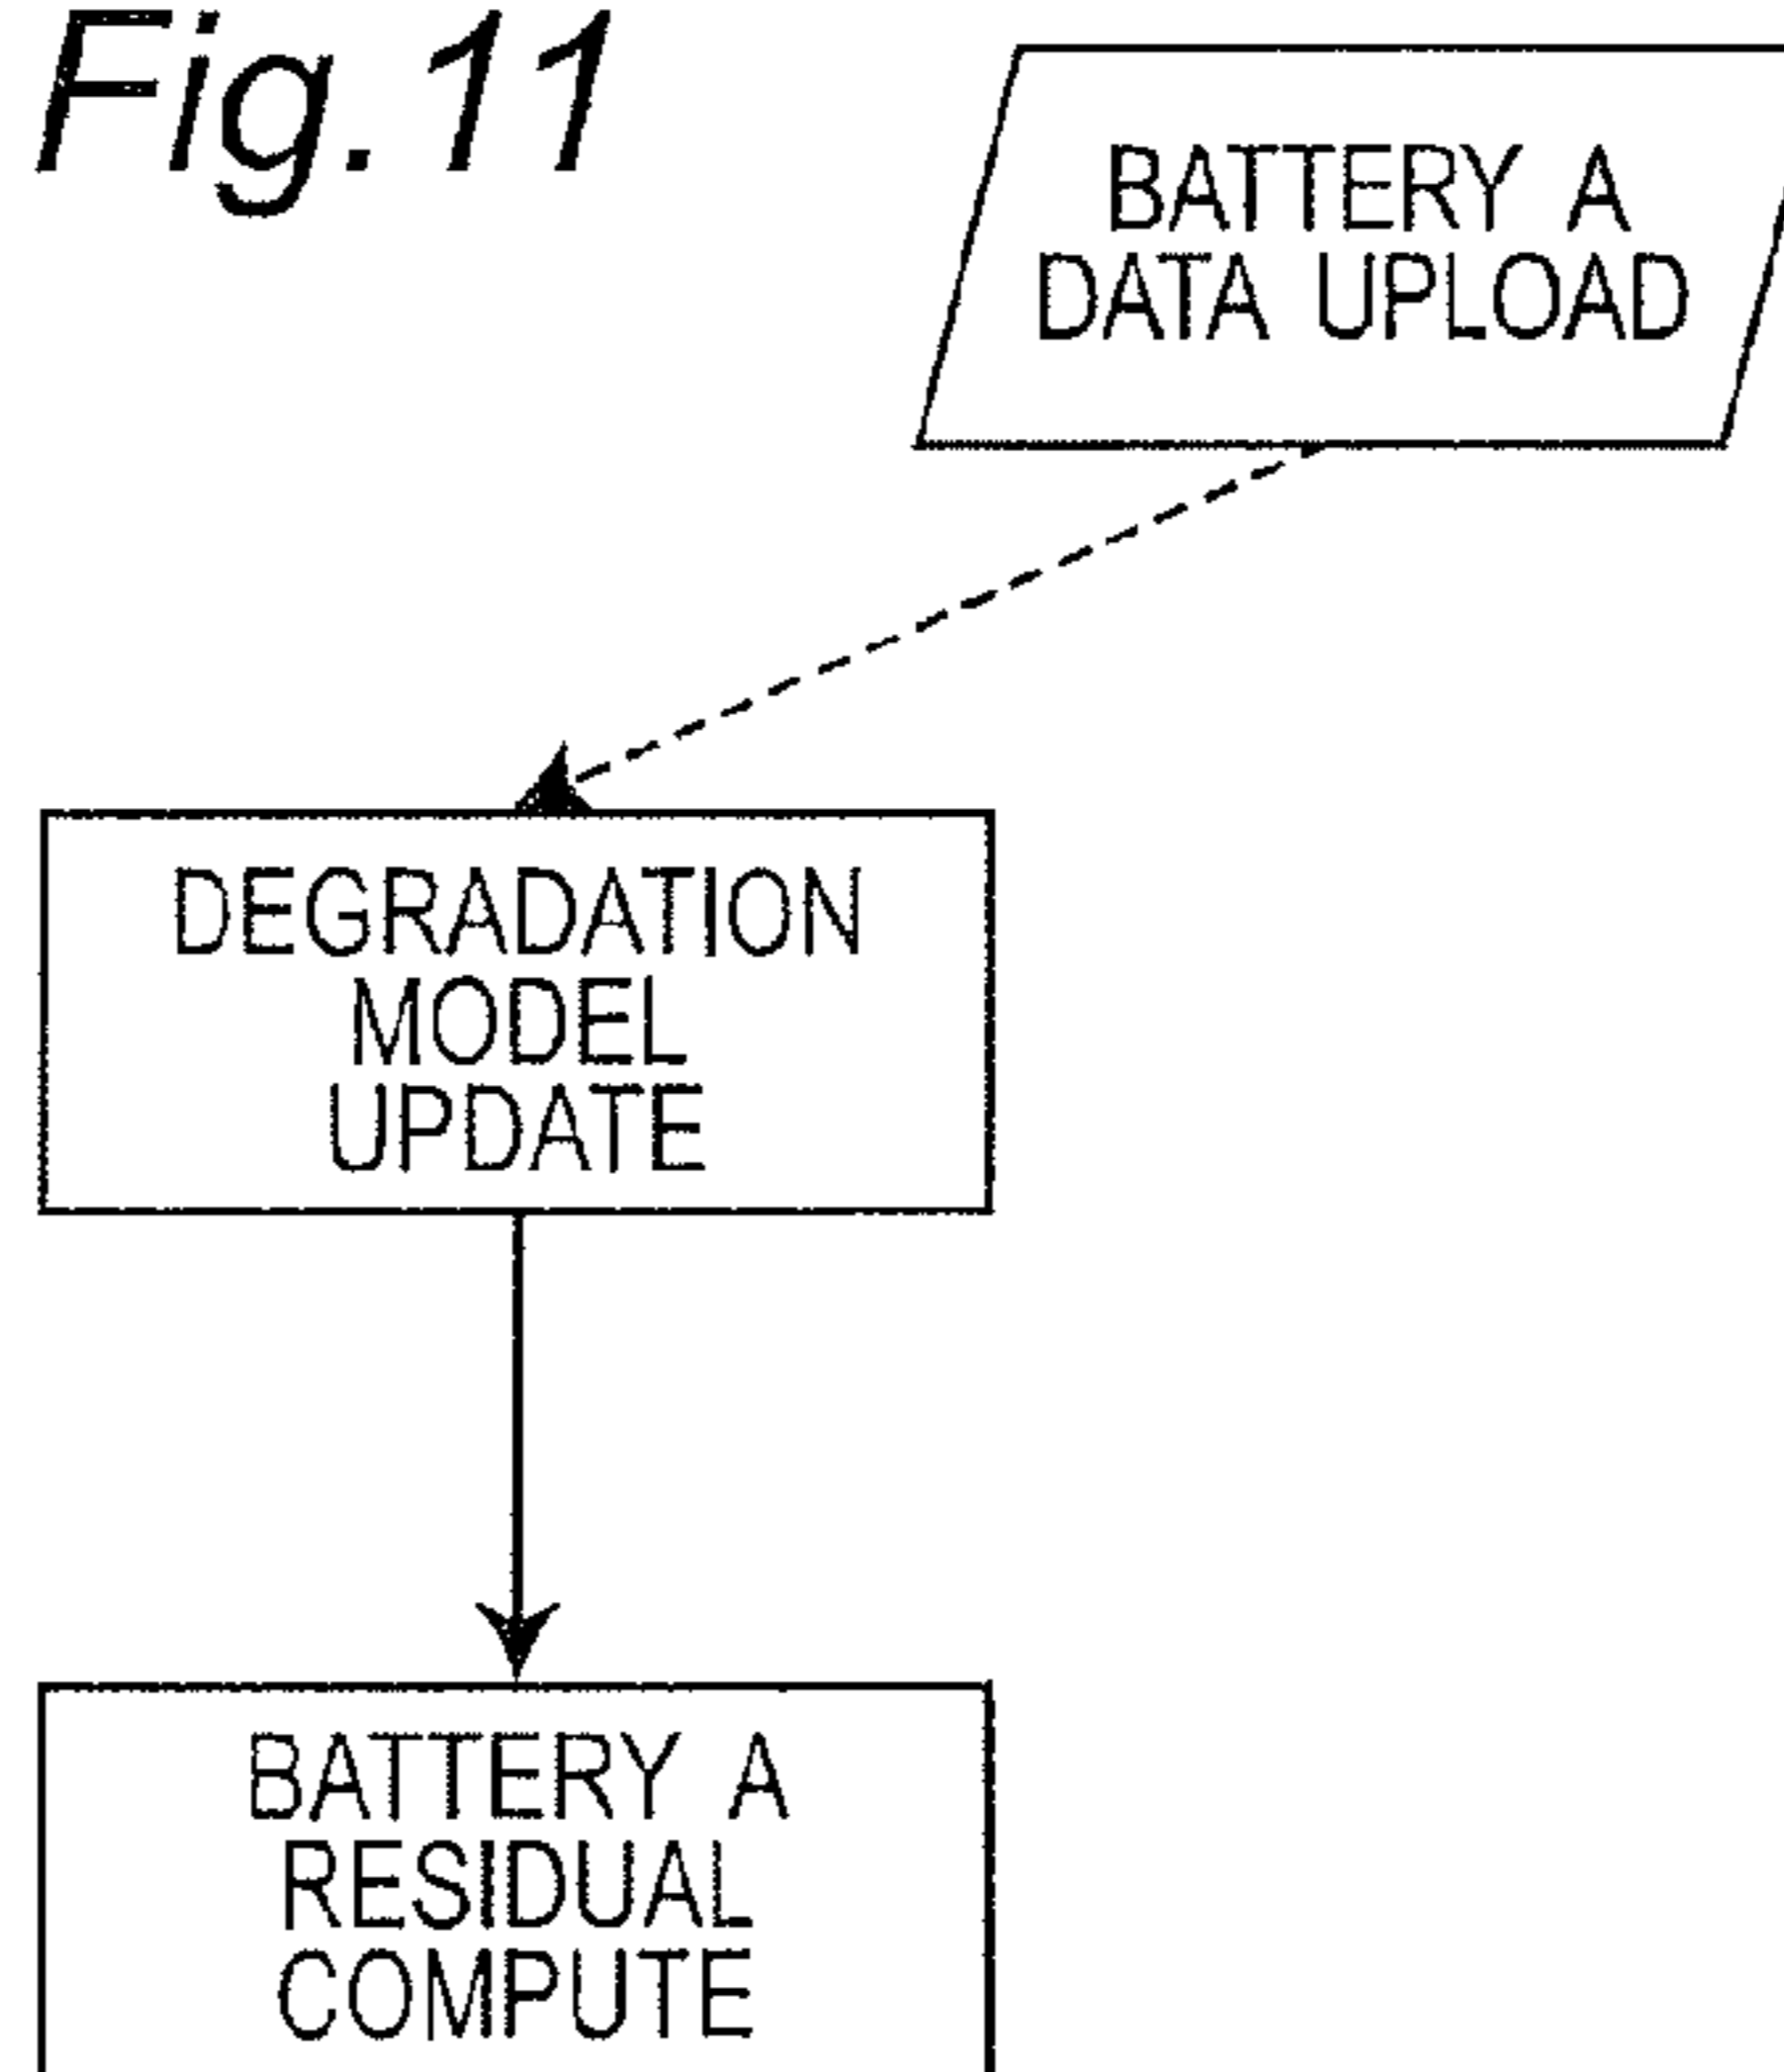 Fig.11
BATTERY A
DATA UPLOAD
DEGRADATION
MODEL
UPDATE
BATTERY A
RESIDUAL
COMPUTE